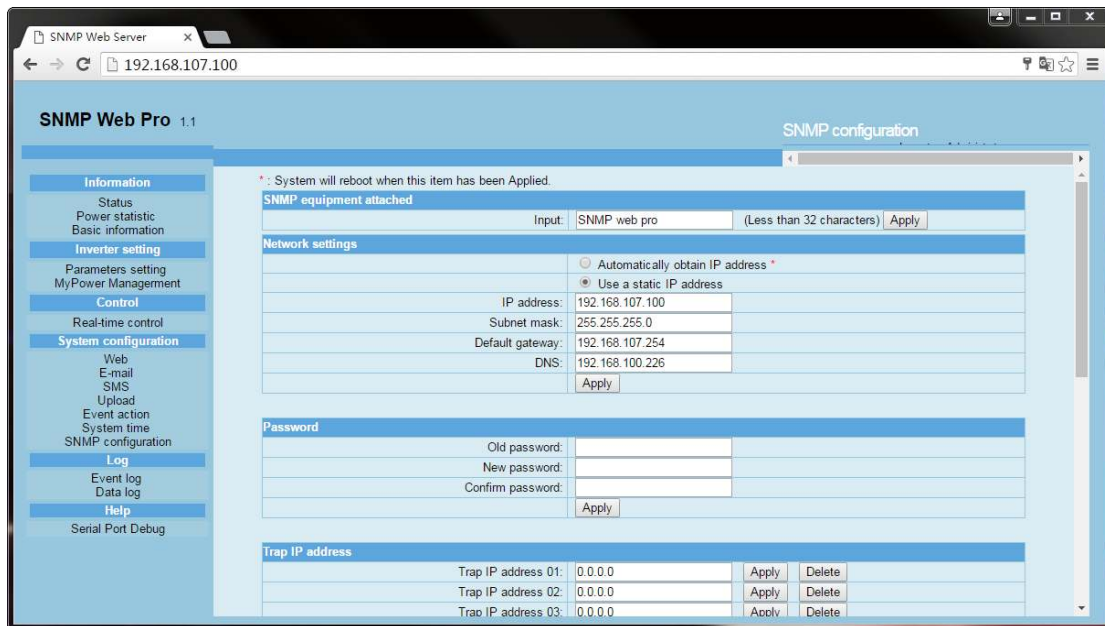 SNMP Web Server
192.168.107.100
SNMP Web Pro 1.1
SNMP configuration
Information
Status
Power statistic
Basic information
Inverter setting
Parameters setting
MyPower Managerment
Control
Real-time control
System configuration
Web
E-mail
SMS
Upload
Event action
System time
SNMP configuration
Log
Event log
Data log
Help
Serial Port Debug
* : System will reboot when this item has been Applied.
SNMP equipment attached
Input: SNMP web pro (Less than 32 characters) Apply
Network settings
Automatically obtain IP address *
Use a static IP address
IP address: 192.168.107.100
Subnet mask: 255.255.255.0
Default gateway: 192.168.107.254
DNS: 192.168.100.226
Apply
Password
Old password:
New password:
Confirm password:
Apply
Trap IP address
Trap IP address 01: 0.0.0.0 Apply Delete
Trap IP address 02: 0.0.0.0 Apply Delete
Trap IP address 03: 0.0.0.0 Apply Delete